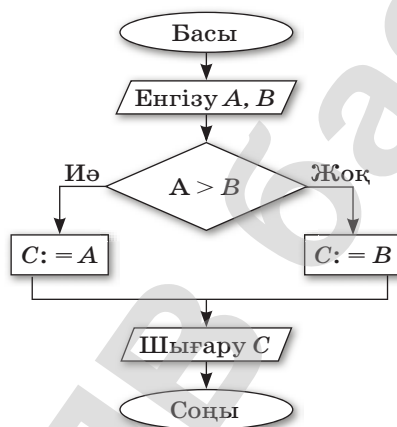 Басы
Енгізу A, B
A > B
Иә
Жоқ
C: = A
C: = B
Шығару C
Соңы